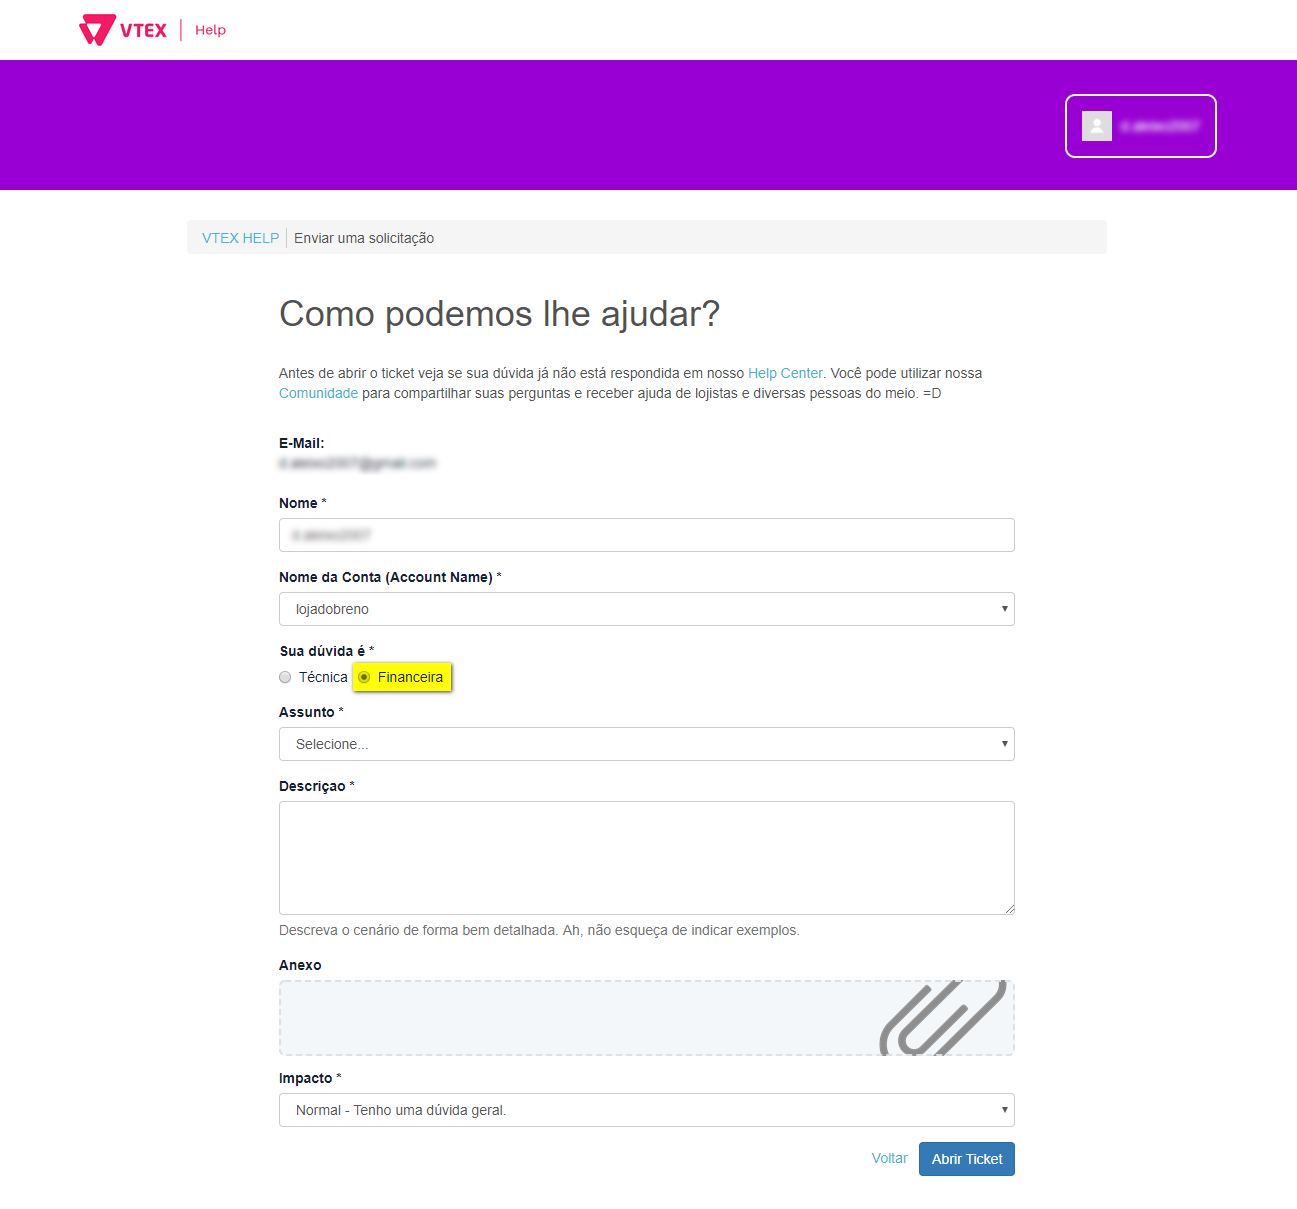 VTEX | Help
VTEX HELP Enviar uma solicitação
Como podemos lhe ajudar?
Antes de abrir o ticket veja se sua dúvida já não está respondida em nosso Help Center. Você pode utilizar nossa
Comunidade para compartilhar suas perguntas e receber ajuda de lojistas e diversas pessoas do meio. =D
E-Mail:
Nome *
Nome da Conta (Account Name) *
lojadobreno
Sua dúvida é *
Técnica Financeira
Assunto *
Selecione...
Descriçao *
Descreva o cenário de forma bem detalhada. Ah, não esqueça de indicar exemplos.
Anexo
Impacto *
Normal - Tenho uma dúvida geral.
Voltar Abrir Ticket